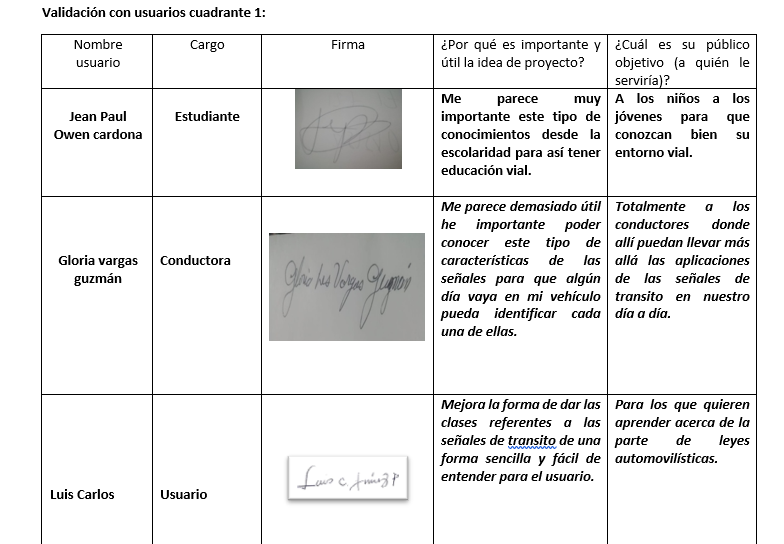 Validación con usuarios cuadrante 1:
Nombre usuario
Cargo
Firma
¿Por qué es importante y útil la idea de proyecto?
¿Cuál es su público objetivo (a quién le serviría)?
Jean Paul
Owen cardona
Estudiante
Me parece muy
importante este tipo de
conocimientos desde la
escolaridad para así tener
educación vial.
A los niños a los
jóvenes para que
conozcan bien su
entorno vial.
Gloria vargas
guzmán
Conductora
Gloria Ines Vargas Guzmán
Me parece demasiado útil
he importante poder
conocer este tipo de
características de las
señales para que algún
día vaya en mi vehículo
pueda identificar cada
una de ellas.
Totalmente a los
conductores donde
allí puedan llevar más
allá las aplicaciones
de las señales de
transito en nuestro
día a día.
Luis Carlos
Usuario
Luis C.
Mejora la forma de dar las
clases referentes a las
señales de transito de una
forma sencilla y fácil de
entender para el usuario.
Para los que quieren
aprender acerca de la
parte de leyes
automovilísticas.